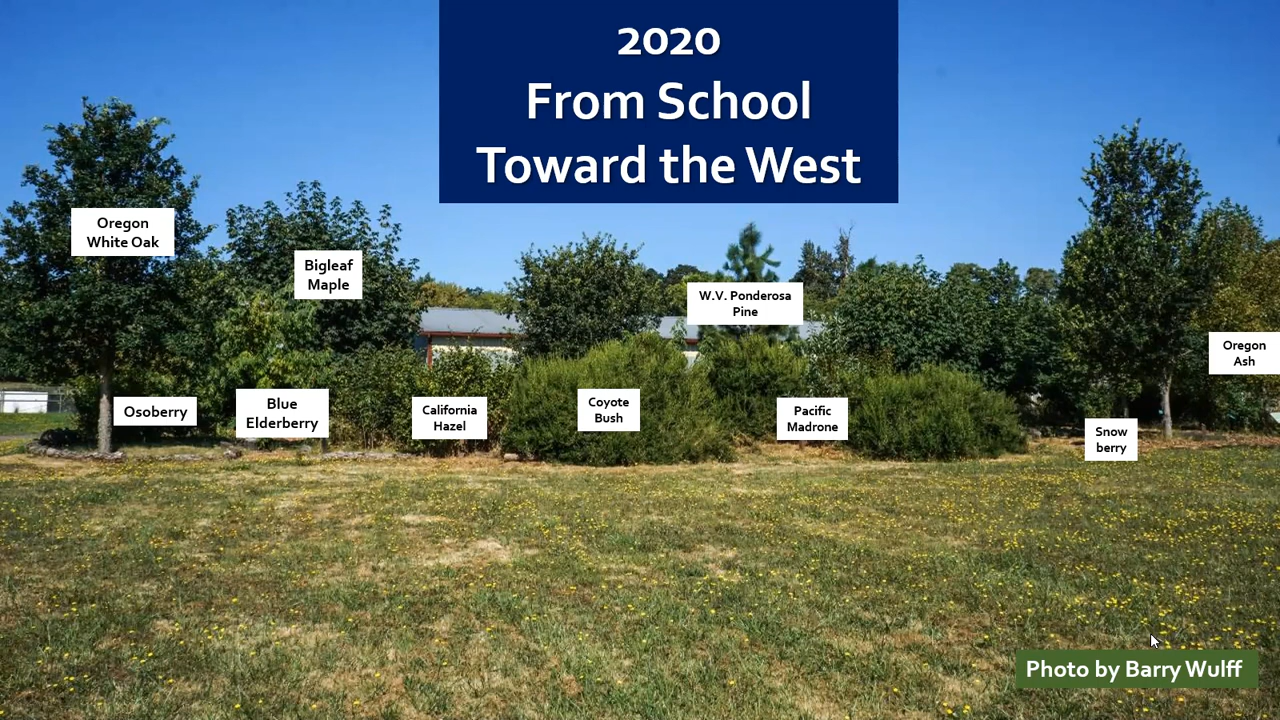 2020
From School
Toward the West
Oregon
White Oak
Bigleaf
Maple
W.V. Ponderosa
Pine
Oregon
Ash
Osoberry
Blue
Elderberry
California
Hazel
Coyote
Bush
Pacific
Madrone
Snow
berry
Photo by Barry Wulff